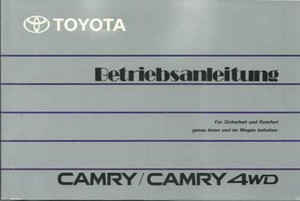 TOYOTA
Betriebsanleitung
Für Sicherheit und Komfort
genau lesen und im Wagen behalten.
CAMRY/CAMRY 4WD